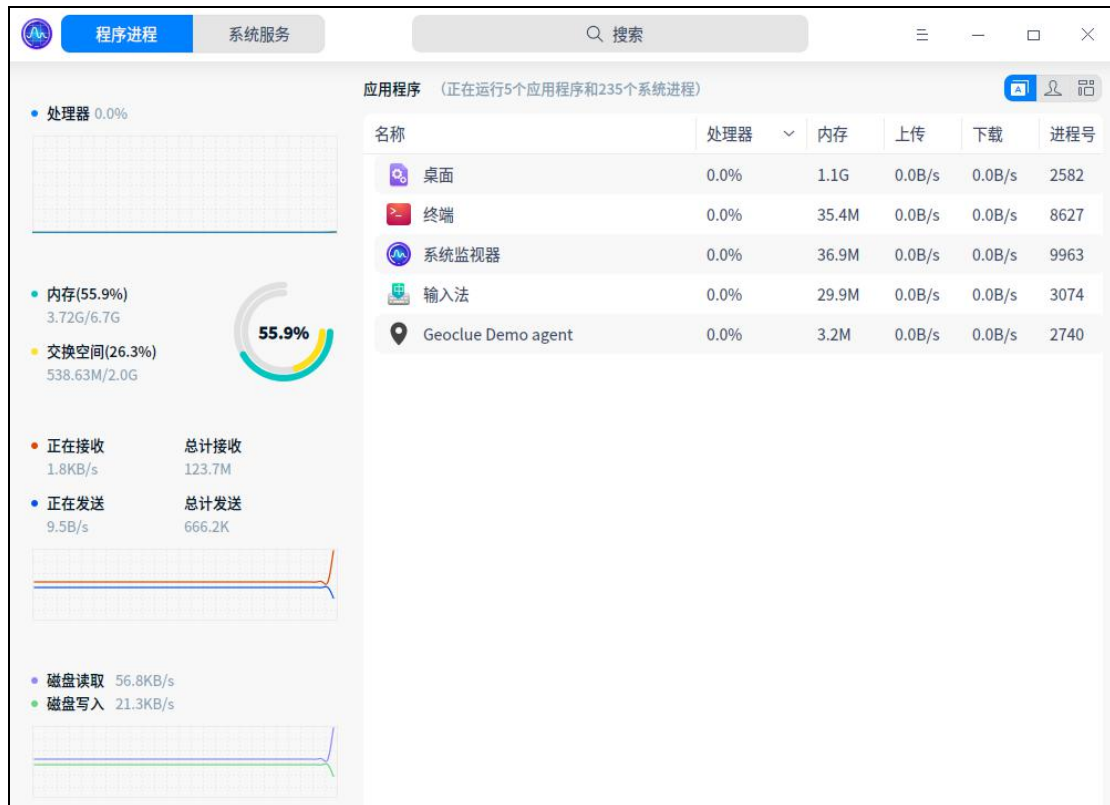 程序进程 系统服务 搜索
处理器 0.0%
内存(55.9%)
3.72G/6.7G
交换空间(26.3%)
538.63M/2.0G
55.9%
正在接收 总计接收
1.8KB/s 123.7M
正在发送 总计发送
9.5B/s 666.2K
磁盘读取 56.8KB/s
磁盘写入 21.3KB/s
应用程序 （正在运行5个应用程序和235个系统进程）
名称 处理器 内存 上传 下载 进程号
桌面 0.0% 1.1G 0.0B/s 0.0B/s 2582
终端 0.0% 35.4M 0.0B/s 0.0B/s 8627
系统监视器 0.0% 36.9M 0.0B/s 0.0B/s 9963
输入法 0.0% 29.9M 0.0B/s 0.0B/s 3074
Geoclue Demo agent 0.0% 3.2M 0.0B/s 0.0B/s 2740